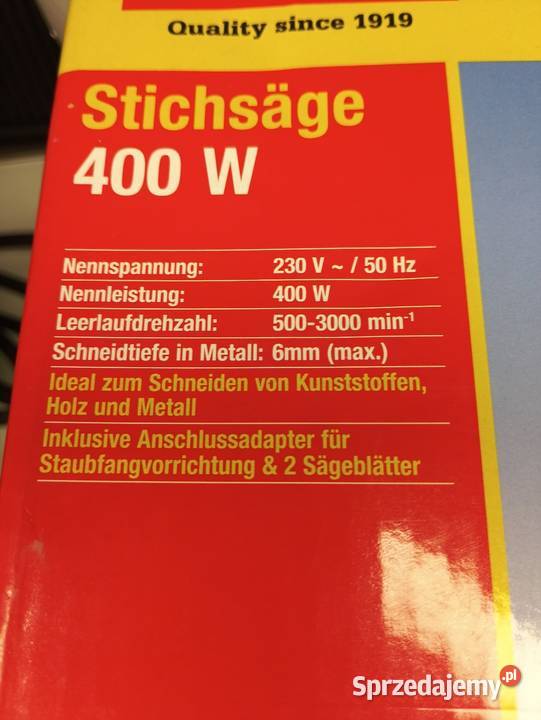 Quality since 1919
Stichsäge
400 W
Nennspannung: 230 V ~ / 50 Hz
Nennleistung: 400 W
Leerlaufdrehzahl: 500-3000 min⁻¹
Schneidtiefe in Metall: 6mm (max.)
Ideal zum Schneiden von Kunststoffen,
Holz und Metall
Inklusive Anschlussadapter für
Staubfangvorrichtung & 2 Sägeblätter
Sprzedajemy.pl